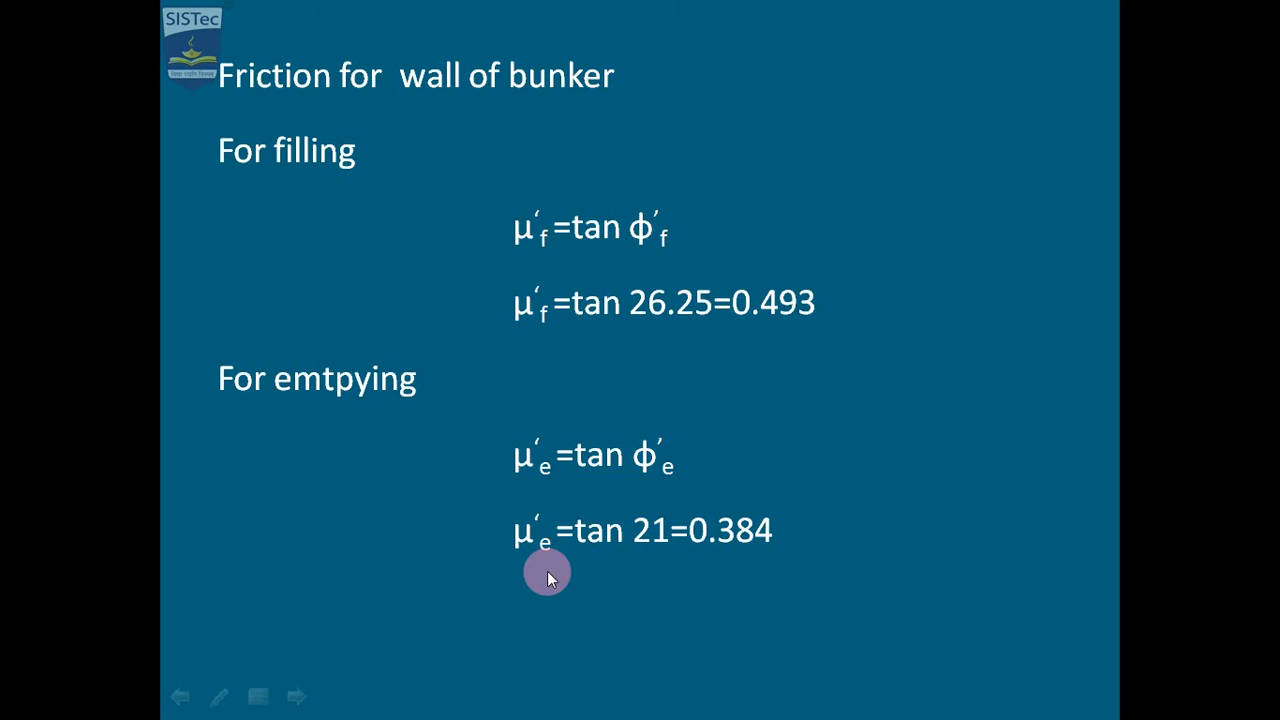 SISTec
Friction for wall of bunker
For filling
μ‘f=tan ɸ’f
μ‘f=tan 26.25=0.493
For emtpying
μ‘e=tan ɸ’e
μ‘e=tan 21=0.384